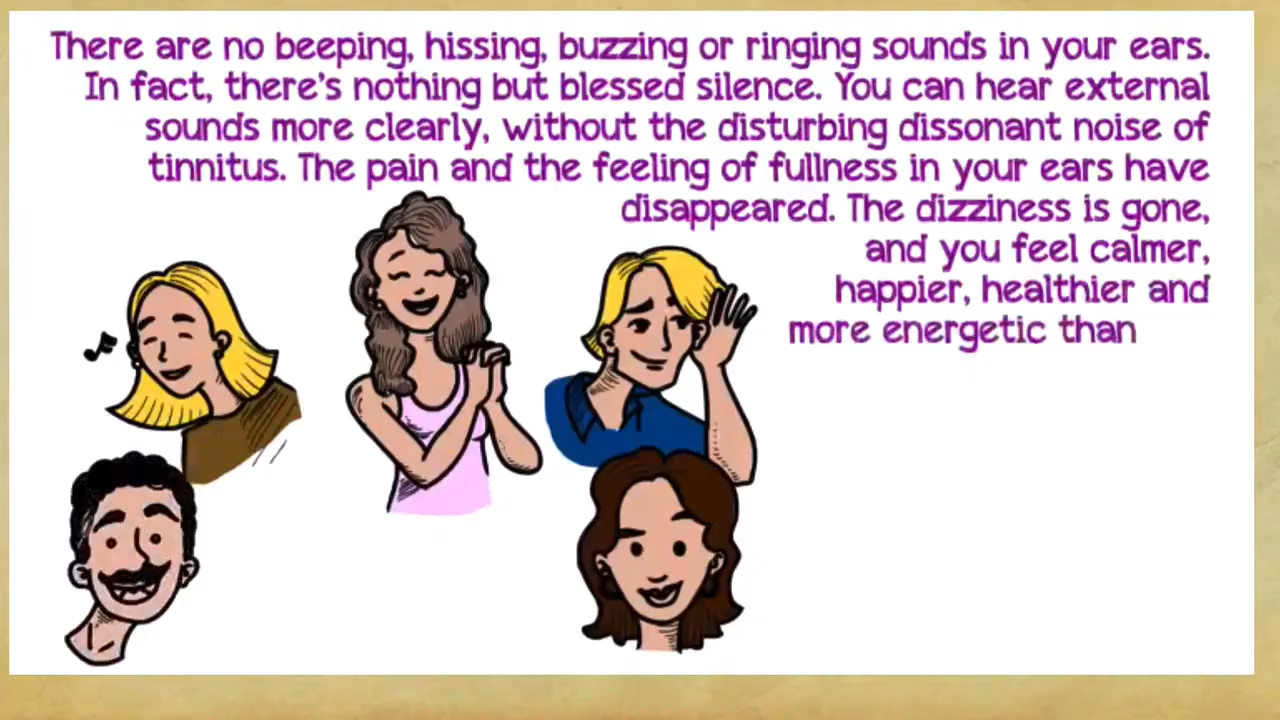 There are no beeping, hissing, buzzing or ringing sounds in your ears.
In fact, there's nothing but blessed silence. You can hear external
sounds more clearly, without the disturbing dissonant noise of
tinnitus. The pain and the feeling of fullness in your ears have
disappeared. The dizziness is gone,
and you feel calmer,
happier, healthier and
more energetic than